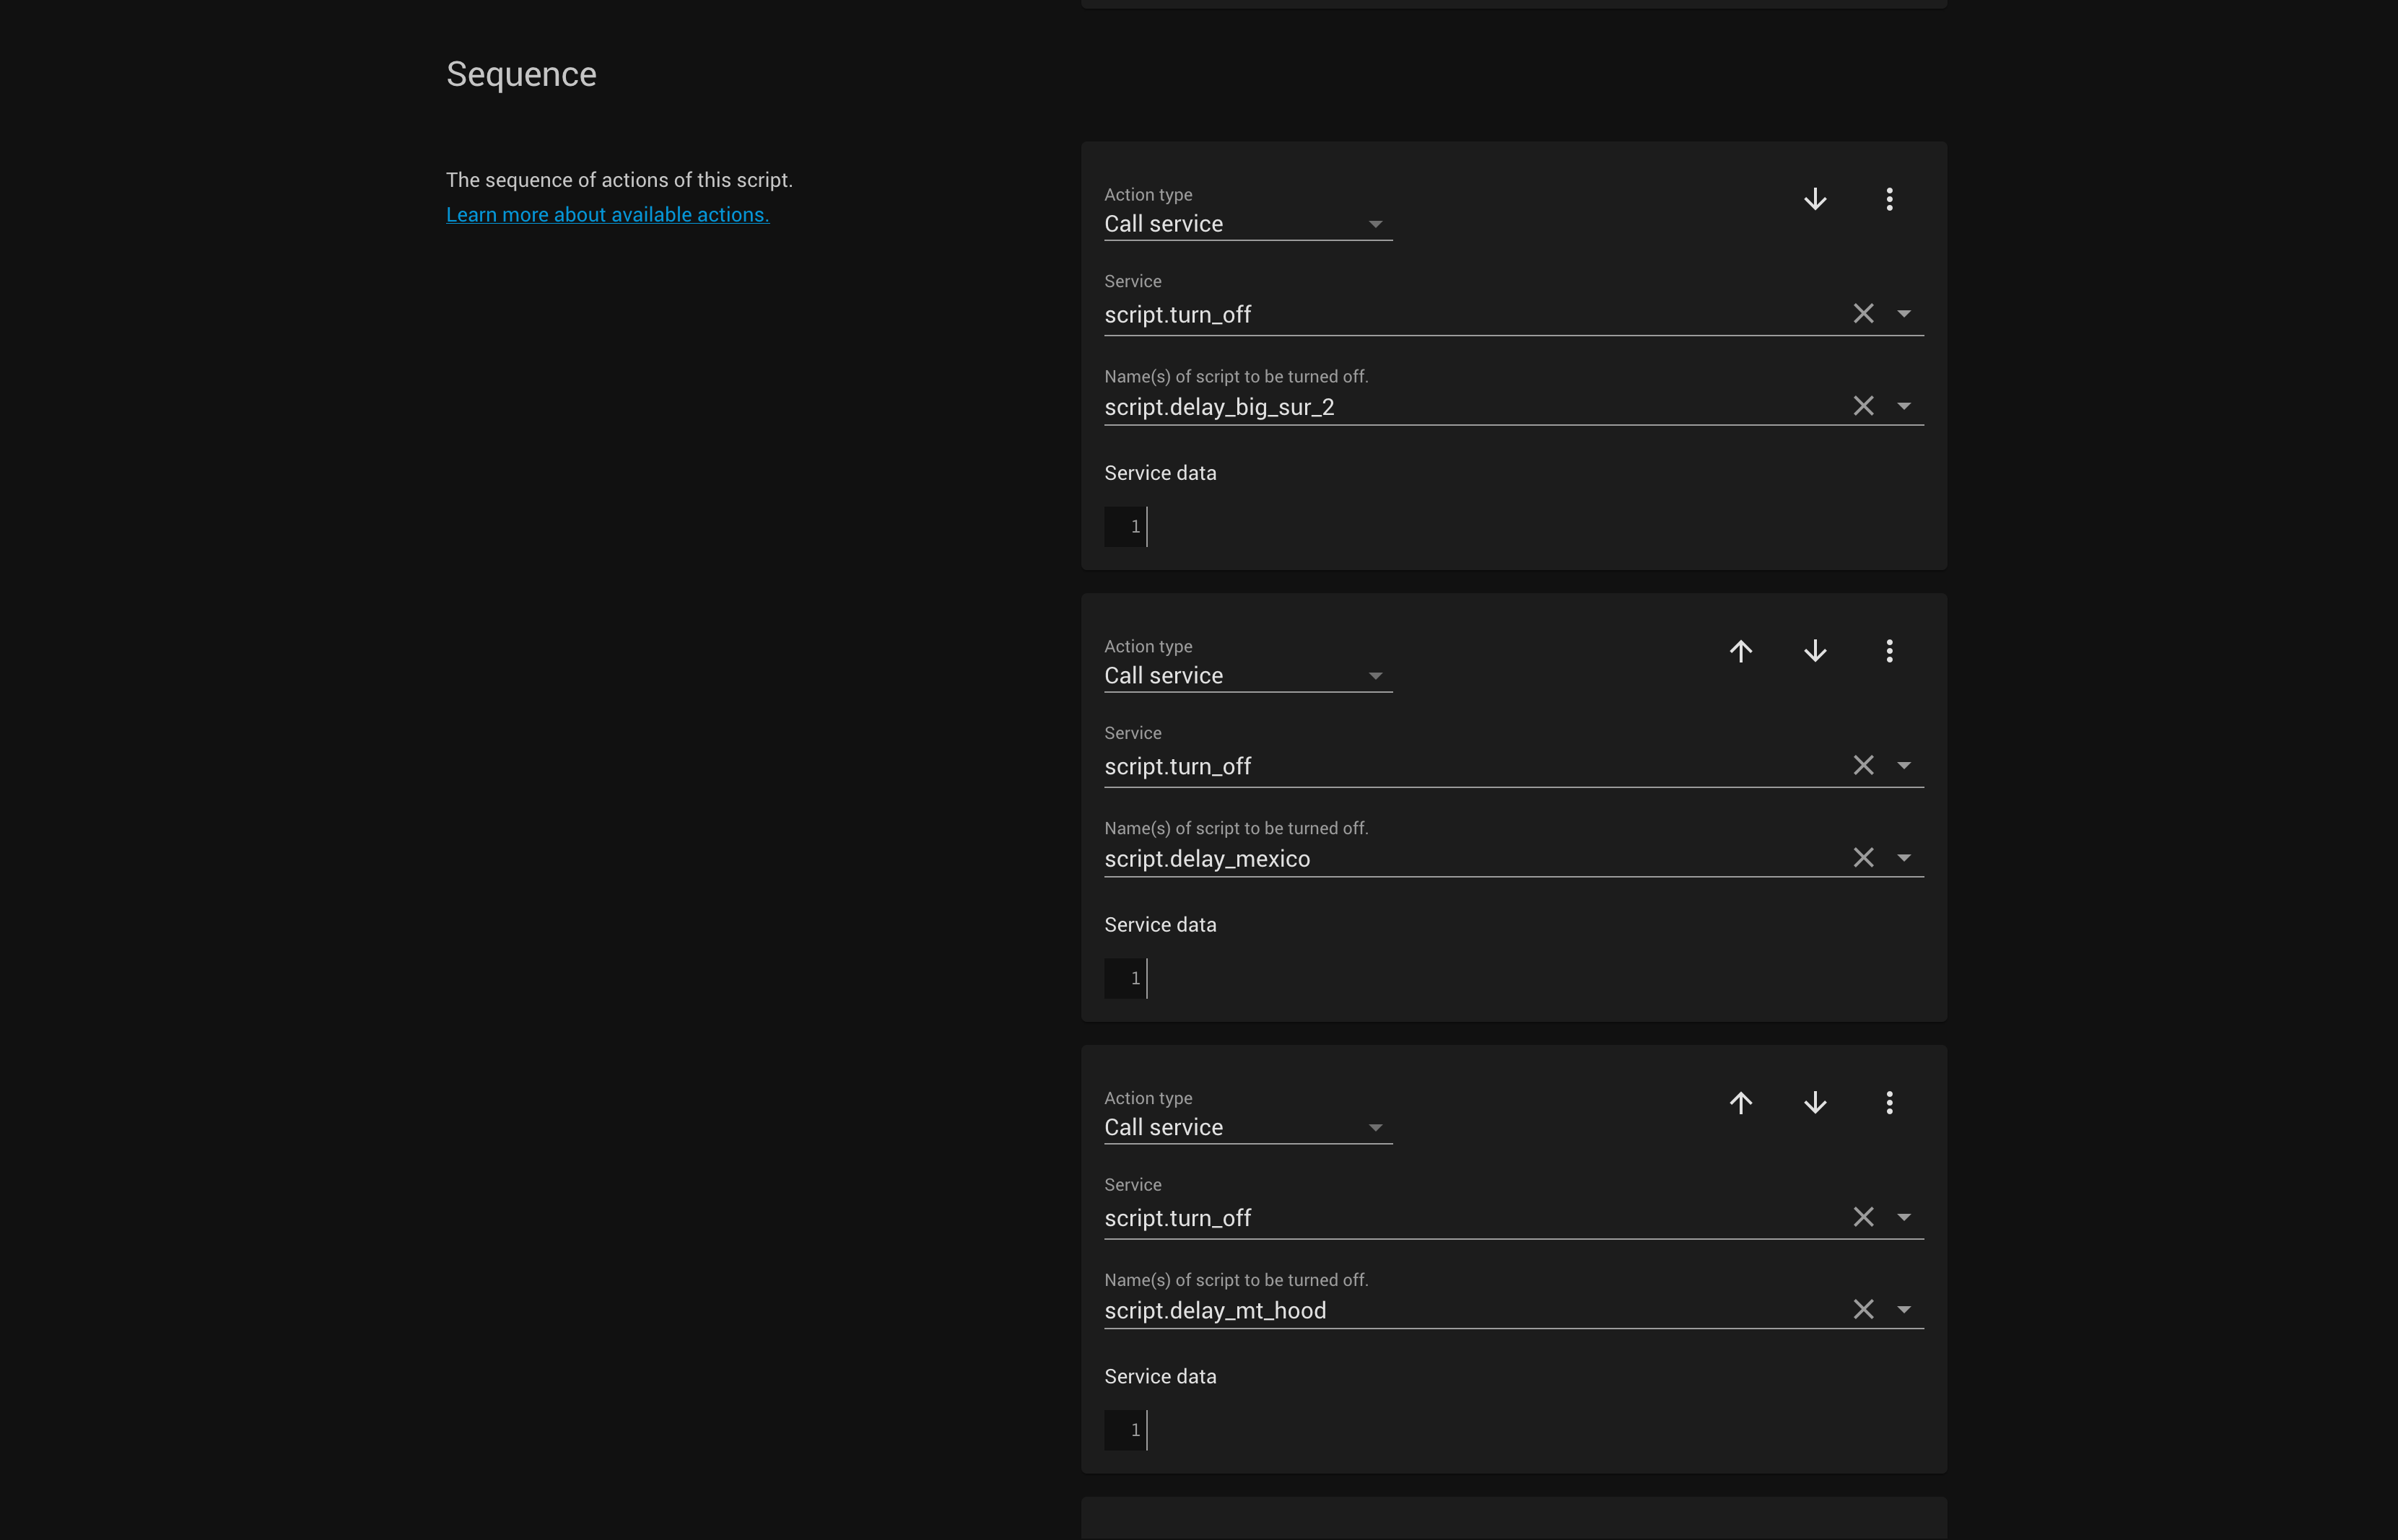 Sequence
The sequence of actions of this script.
Learn more about available actions.
Action type
Call service
Service
script.turn_off
Name(s) of script to be turned off.
script.delay_big_sur_2
Service data
1
Action type
Call service
Service
script.turn_off
Name(s) of script to be turned off.
script.delay_mexico
Service data
1
Action type
Call service
Service
script.turn_off
Name(s) of script to be turned off.
script.delay_mt_hood
Service data
1